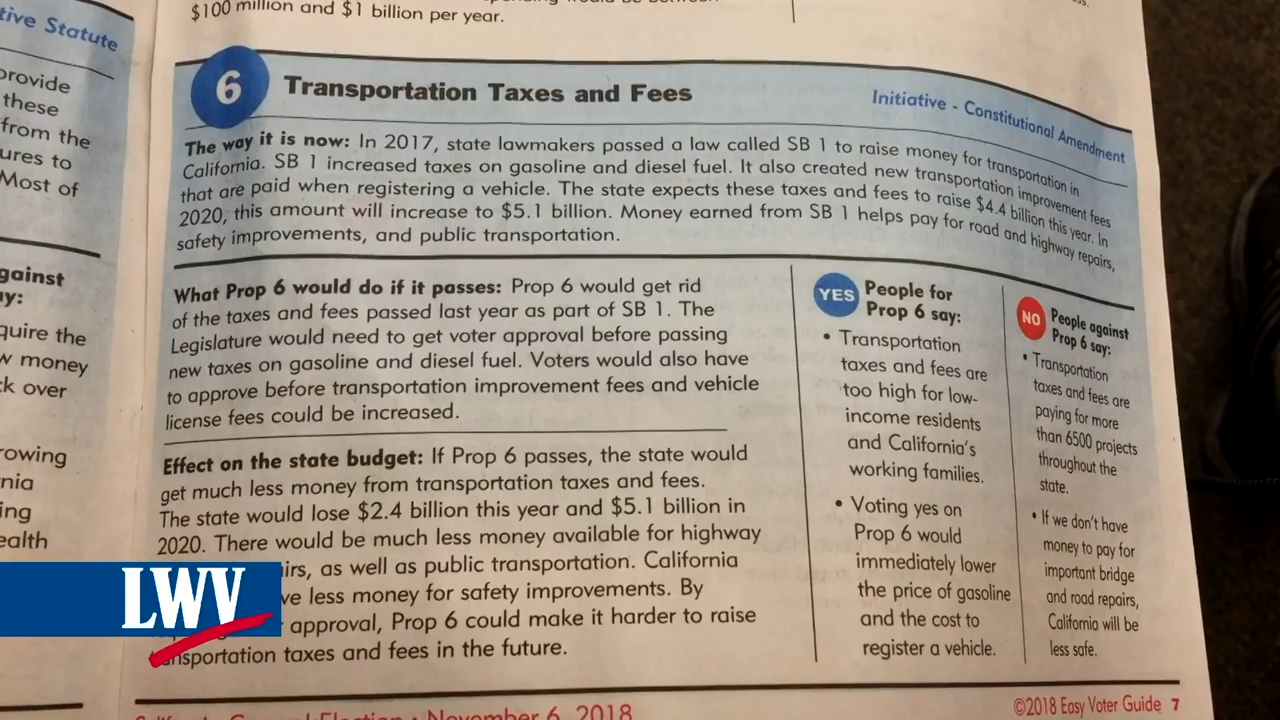 $100 million and $1 billion per year.
tive Statute
provide
these
from the
ures to
Most of
gainst
ay:
quire the
w money
ck over
rowing
nia
ing
ealth
6 Transportation Taxes and Fees
Initiative - Constitutional Amendment
The way it is now: In 2017, state lawmakers passed a law called SB 1 to raise money for transportation in
California. SB 1 increased taxes on gasoline and diesel fuel. It also created new transportation improvement fees
that are paid when registering a vehicle. The state expects these taxes and fees to raise $4.4 billion this year. In
2020, this amount will increase to $5.1 billion. Money earned from SB 1 helps pay for road and highway repairs,
safety improvements, and public transportation.
What Prop 6 would do if it passes: Prop 6 would get rid
of the taxes and fees passed last year as part of SB 1. The
Legislature would need to get voter approval before passing
new taxes on gasoline and diesel fuel. Voters would also have
to approve before transportation improvement fees and vehicle
license fees could be increased.
Effect on the state budget: If Prop 6 passes, the state would
get much less money from transportation taxes and fees.
The state would lose $2.4 billion this year and $5.1 billion in
2020. There would be much less money available for highway
irs, as well as public transportation. California
ve less money for safety improvements. By
approval, Prop 6 could make it harder to raise
nsportation taxes and fees in the future.
YES People for
Prop 6 say:
• Transportation
taxes and fees are
too high for low-
income residents
and California's
working families.
• Voting yes on
Prop 6 would
immediately lower
the price of gasoline
and the cost to
register a vehicle.
NO People against
Prop 6 say:
• Transportation
taxes and fees are
paying for more
than 6500 projects
throughout the
state.
• If we don't have
money to pay for
important bridge
and road repairs,
California will be
less safe.
LWV
General Election • November 6, 2018
©2018 Easy Voter Guide 7